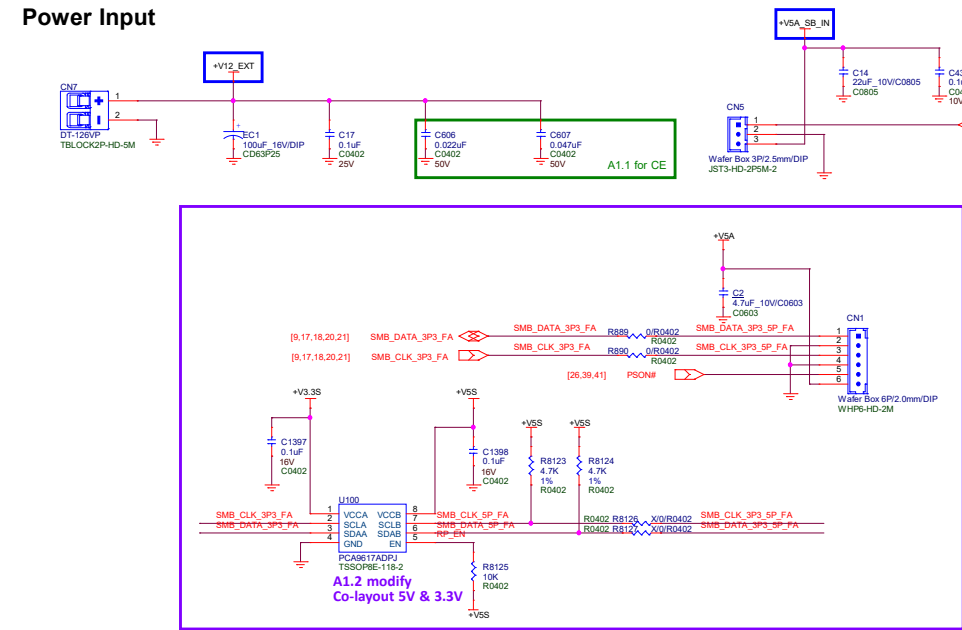 Power Input
+V12_EXT
+V5A_SB_IN
CN7
1
2
DT-126VP
TBLOCK2P-HD-5M
+
EC1
100uF_16V/DIP
CD63P25
C17
0.1uF
C0402
25V
C606
0.022uF
C0402
50V
C607
0.047uF
C0402
50V
A1.1 for CE
CN5
1
2
3
Wafer Box 3P/2.5mm/DIP
JST3-HD-2P5M-2
C14
22uF_10V/C0805
C0805
+V5A
C2
4.7uF_10V/C0603
C0603
CN1
1
2
3
4
5
6
Wafer Box 6P/2.0mm/DIP
WHP6-HD-2M
[9,17,18,20,21] SMB_DATA_3P3_FA
SMB_DATA_3P3_FA R889 0/R0402 SMB_DATA_3P3_5P_FA
R0402
[9,17,18,20,21] SMB_CLK_3P3_FA
SMB_CLK_3P3_FA R890 0/R0402 SMB_CLK_3P3_5P_FA
R0402
[26,39,41] PSON#
+V3.3S
C1397
0.1uF
16V
C0402
+V5S
C1398
0.1uF
16V
C0402
+V5S
R8123
4.7K
1%
R0402
+V5S
R8124
4.7K
1%
R0402
U100
SMB_CLK_3P3_FA
SMB_DATA_3P3_FA
1 VCCA VCCB 8
2 SCLA SCLB 7
3 SDAA SDAB 6
4 GND EN 5
SMB_CLK_5P_FA
SMB_DATA_5P_FA
RP_EN
R0402 R8126 X/0/R0402 SMB_CLK_3P3_5P_FA
R0402 R8127 X/0/R0402 SMB_DATA_3P3_5P_FA
PCA9617ADPJ
TSSOP8E-118-2
R8125
10K
R0402
+V5S
A1.2 modify
Co-layout 5V & 3.3V